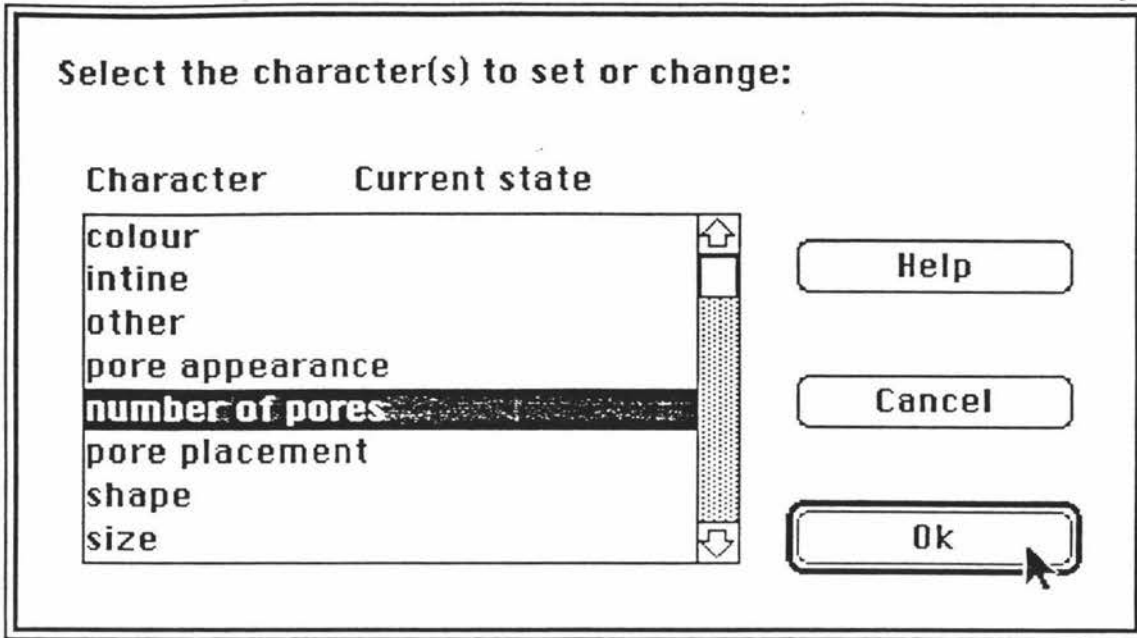 Select the character(s) to set or change:
Character Current state
colour
intine
other
pore appearance
number of pores
pore placement
shape
size
Help
Cancel
Ok